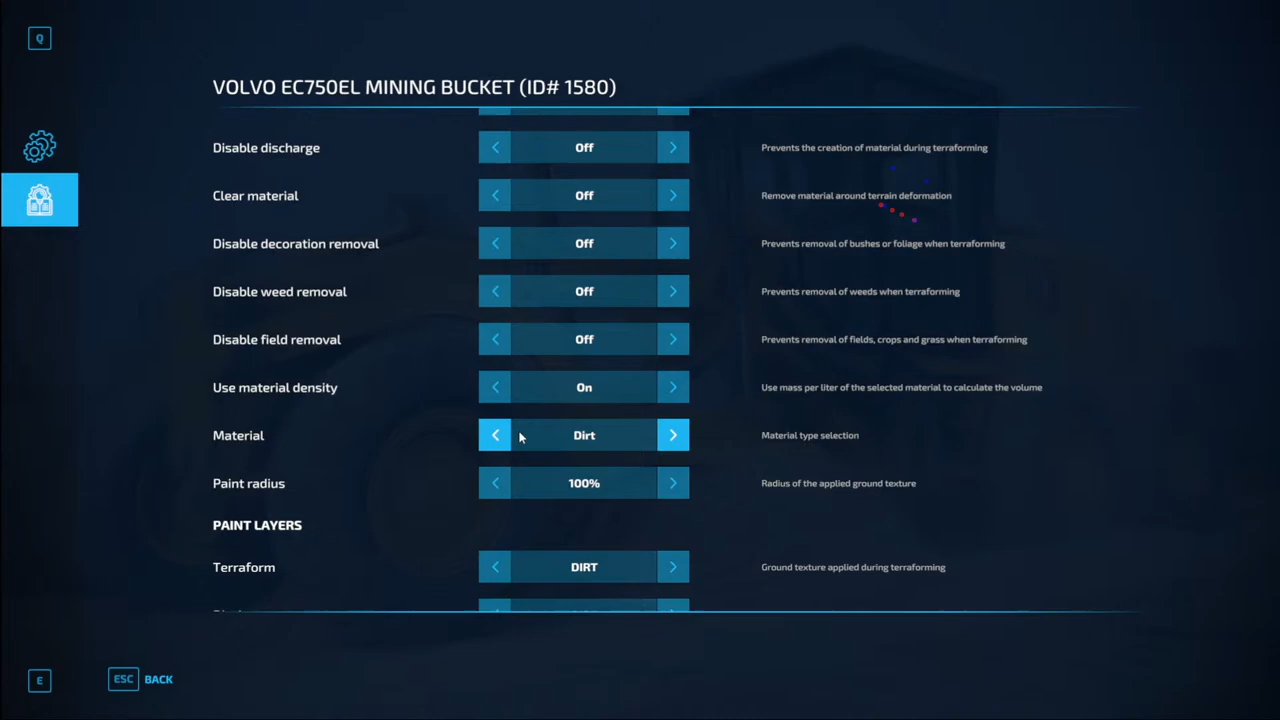 Q
VOLVO EC750EL MINING BUCKET (ID# 1580)
Disable discharge Off Prevents the creation of material during terraforming
Clear material Off Remove material around terrain deformation
Disable decoration removal Off Prevents removal of bushes or foliage when terraforming
Disable weed removal Off Prevents removal of weeds when terraforming
Disable field removal Off Prevents removal of fields, crops and grass when terraforming
Use material density On Use mass per liter of the selected material to calculate the volume
Material Dirt Material type selection
Paint radius 100% Radius of the applied ground texture
PAINT LAYERS
Terraform DIRT Ground texture applied during terraforming
E ESC BACK